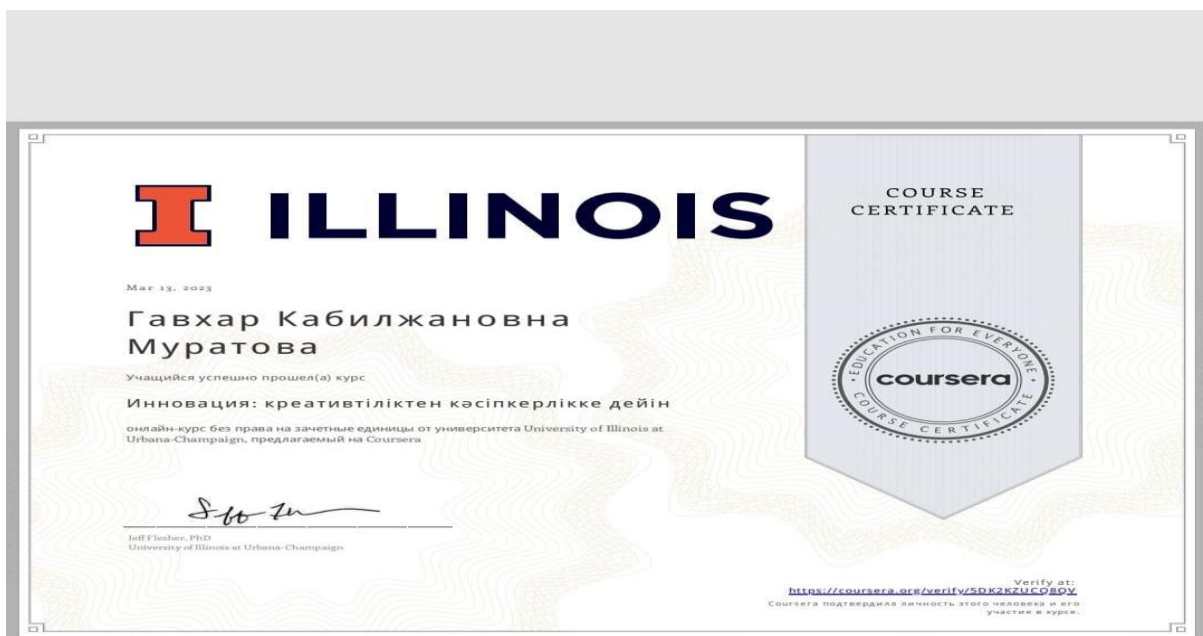 I ILLINOIS
COURSE
CERTIFICATE
Mar 13, 2023
Гавхар Кабилжановна
Муратова
Учащийся успешно прошел(а) курс
Инновация: креативтіліктен кәсіпкерлікке дейін
онлайн-курс без права на зачетные единицы от университета University of Illinois at
Urbana-Champaign, предлагаемый на Coursera
EDUCATION FOR EVERYONE
coursera
COURSE CERTIFICATE
Jeff Flesher, PhD
University of Illinois at Urbana-Champaign
Verify at:
https://coursera.org/verify/5DK2KZUCQ8QV
Coursera подтвердила личность этого человека и его
участие в курсе.